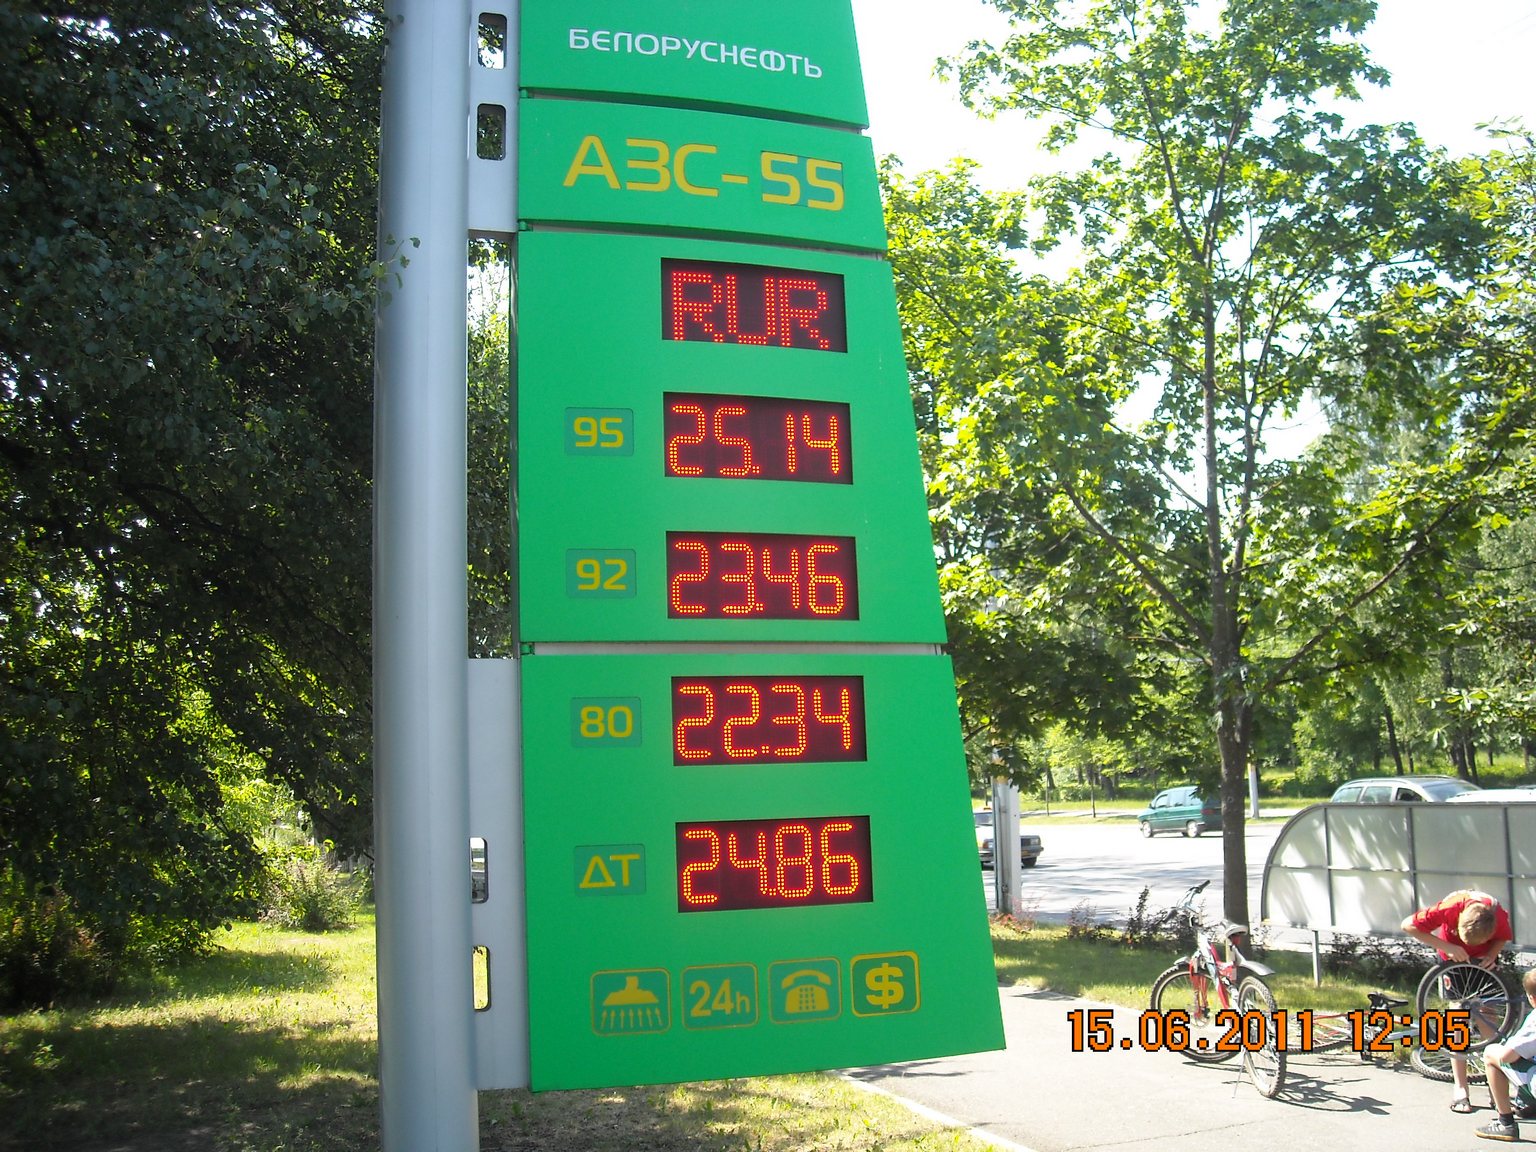 БЕЛОРУСНЕФТЬ
АЗС-55
RUR
95 25.14
92 23.46
80 22.34
ДТ 24.86
24h $
15.06.2011 12:05